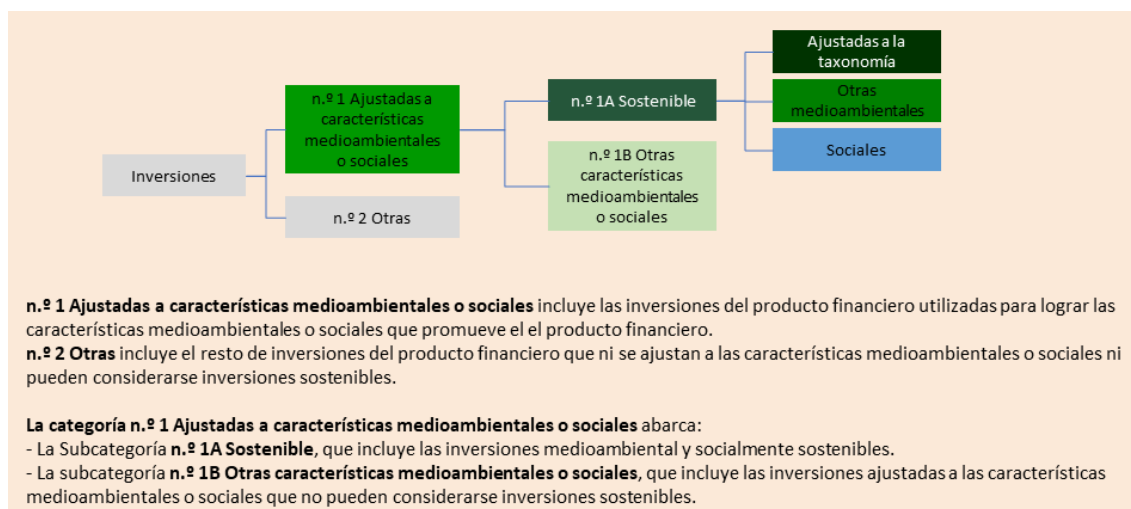 Ajustadas a la
taxonomía
n.º 1 Ajustadas a
características
medioambientales
o sociales
n.º 1A Sostenible
Otras
medioambientales
Sociales
n.º 1B Otras
características
medioambientales
o sociales
Inversiones
n.º 2 Otras
n.º 1 Ajustadas a características medioambientales o sociales incluye las inversiones del producto financiero utilizadas para lograr las
características medioambientales o sociales que promueve el el producto financiero.
n.º 2 Otras incluye el resto de inversiones del producto financiero que ni se ajustan a las características medioambientales o sociales ni
pueden considerarse inversiones sostenibles.
La categoría n.º 1 Ajustadas a características medioambientales o sociales abarca:
- La Subcategoría n.º 1A Sostenible, que incluye las inversiones medioambiental y socialmente sostenibles.
- La subcategoría n.º 1B Otras características medioambientales o sociales, que incluye las inversiones ajustadas a las características
medioambientales o sociales que no pueden considerarse inversiones sostenibles.